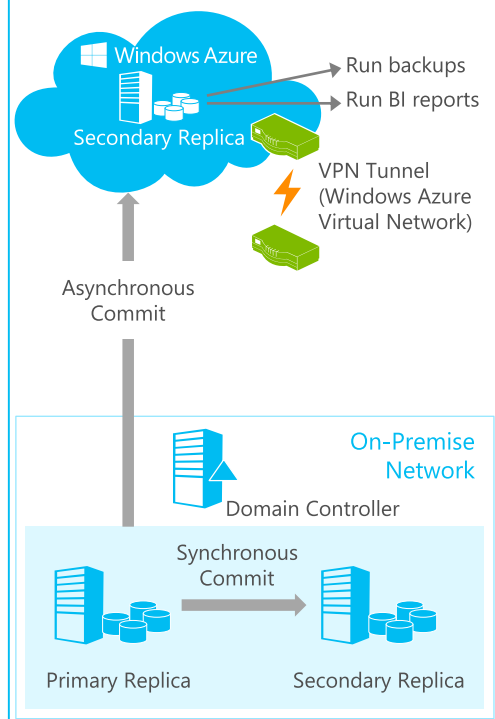 Windows Azure
Run backups
Run BI reports
Secondary Replica
VPN Tunnel
(Windows Azure
Virtual Network)
Asynchronous
Commit
On-Premise
Network
Domain Controller
Synchronous
Commit
Primary Replica
Secondary Replica